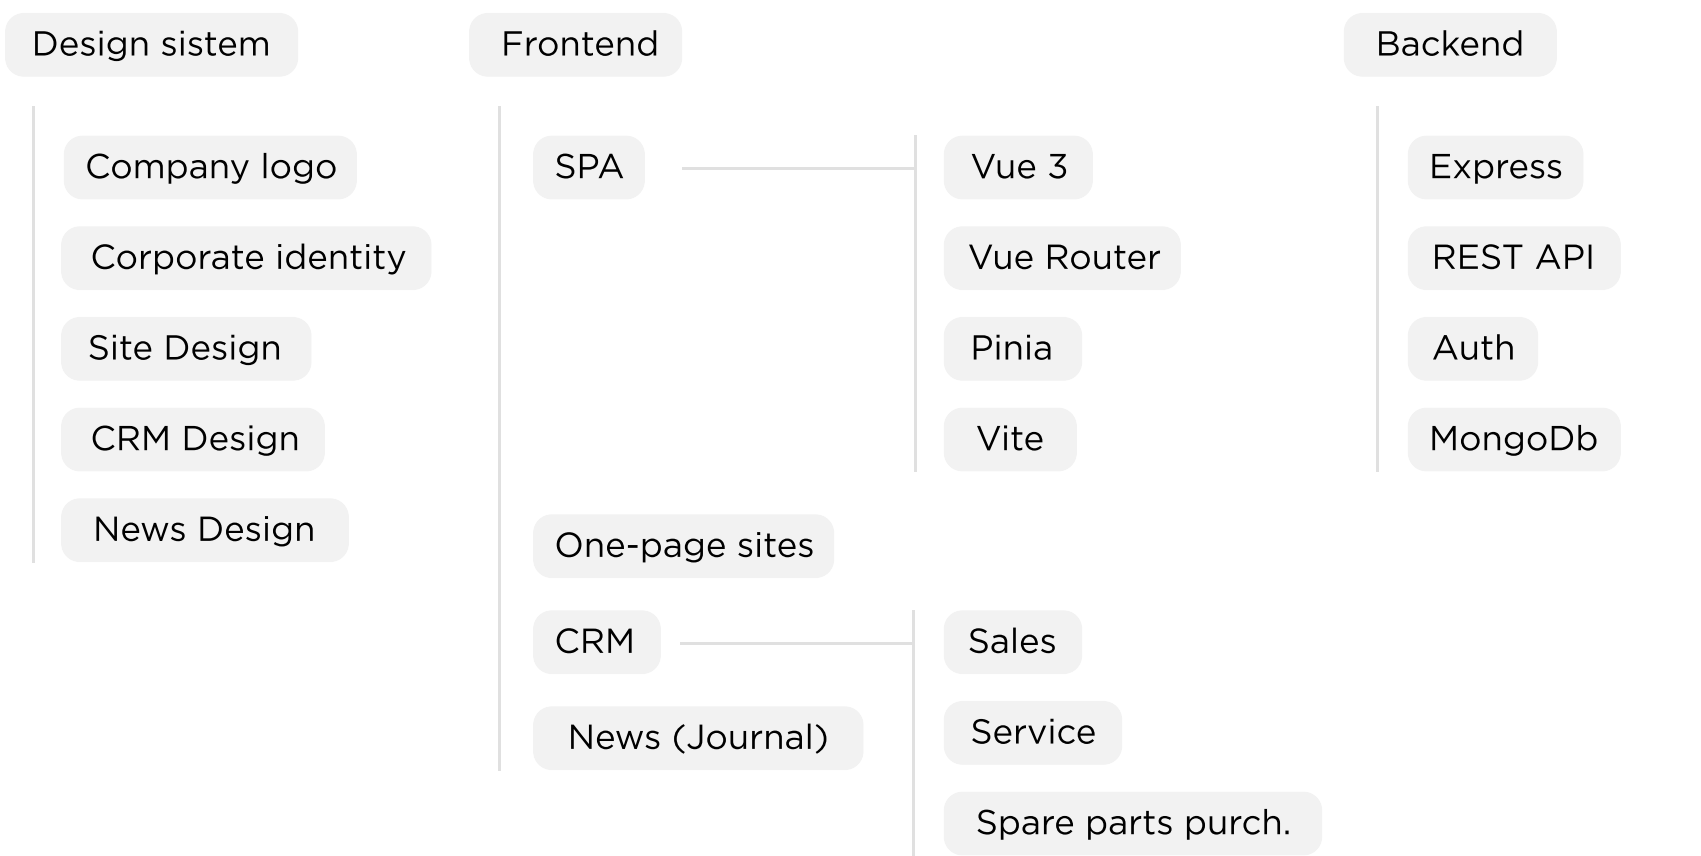 Design sistem
Company logo
Corporate identity
Site Design
CRM Design
News Design
Frontend
SPA
Vue 3
Vue Router
Pinia
Vite
One-page sites
CRM
Sales
Service
Spare parts purch.
News (Journal)
Backend
Express
REST API
Auth
MongoDb